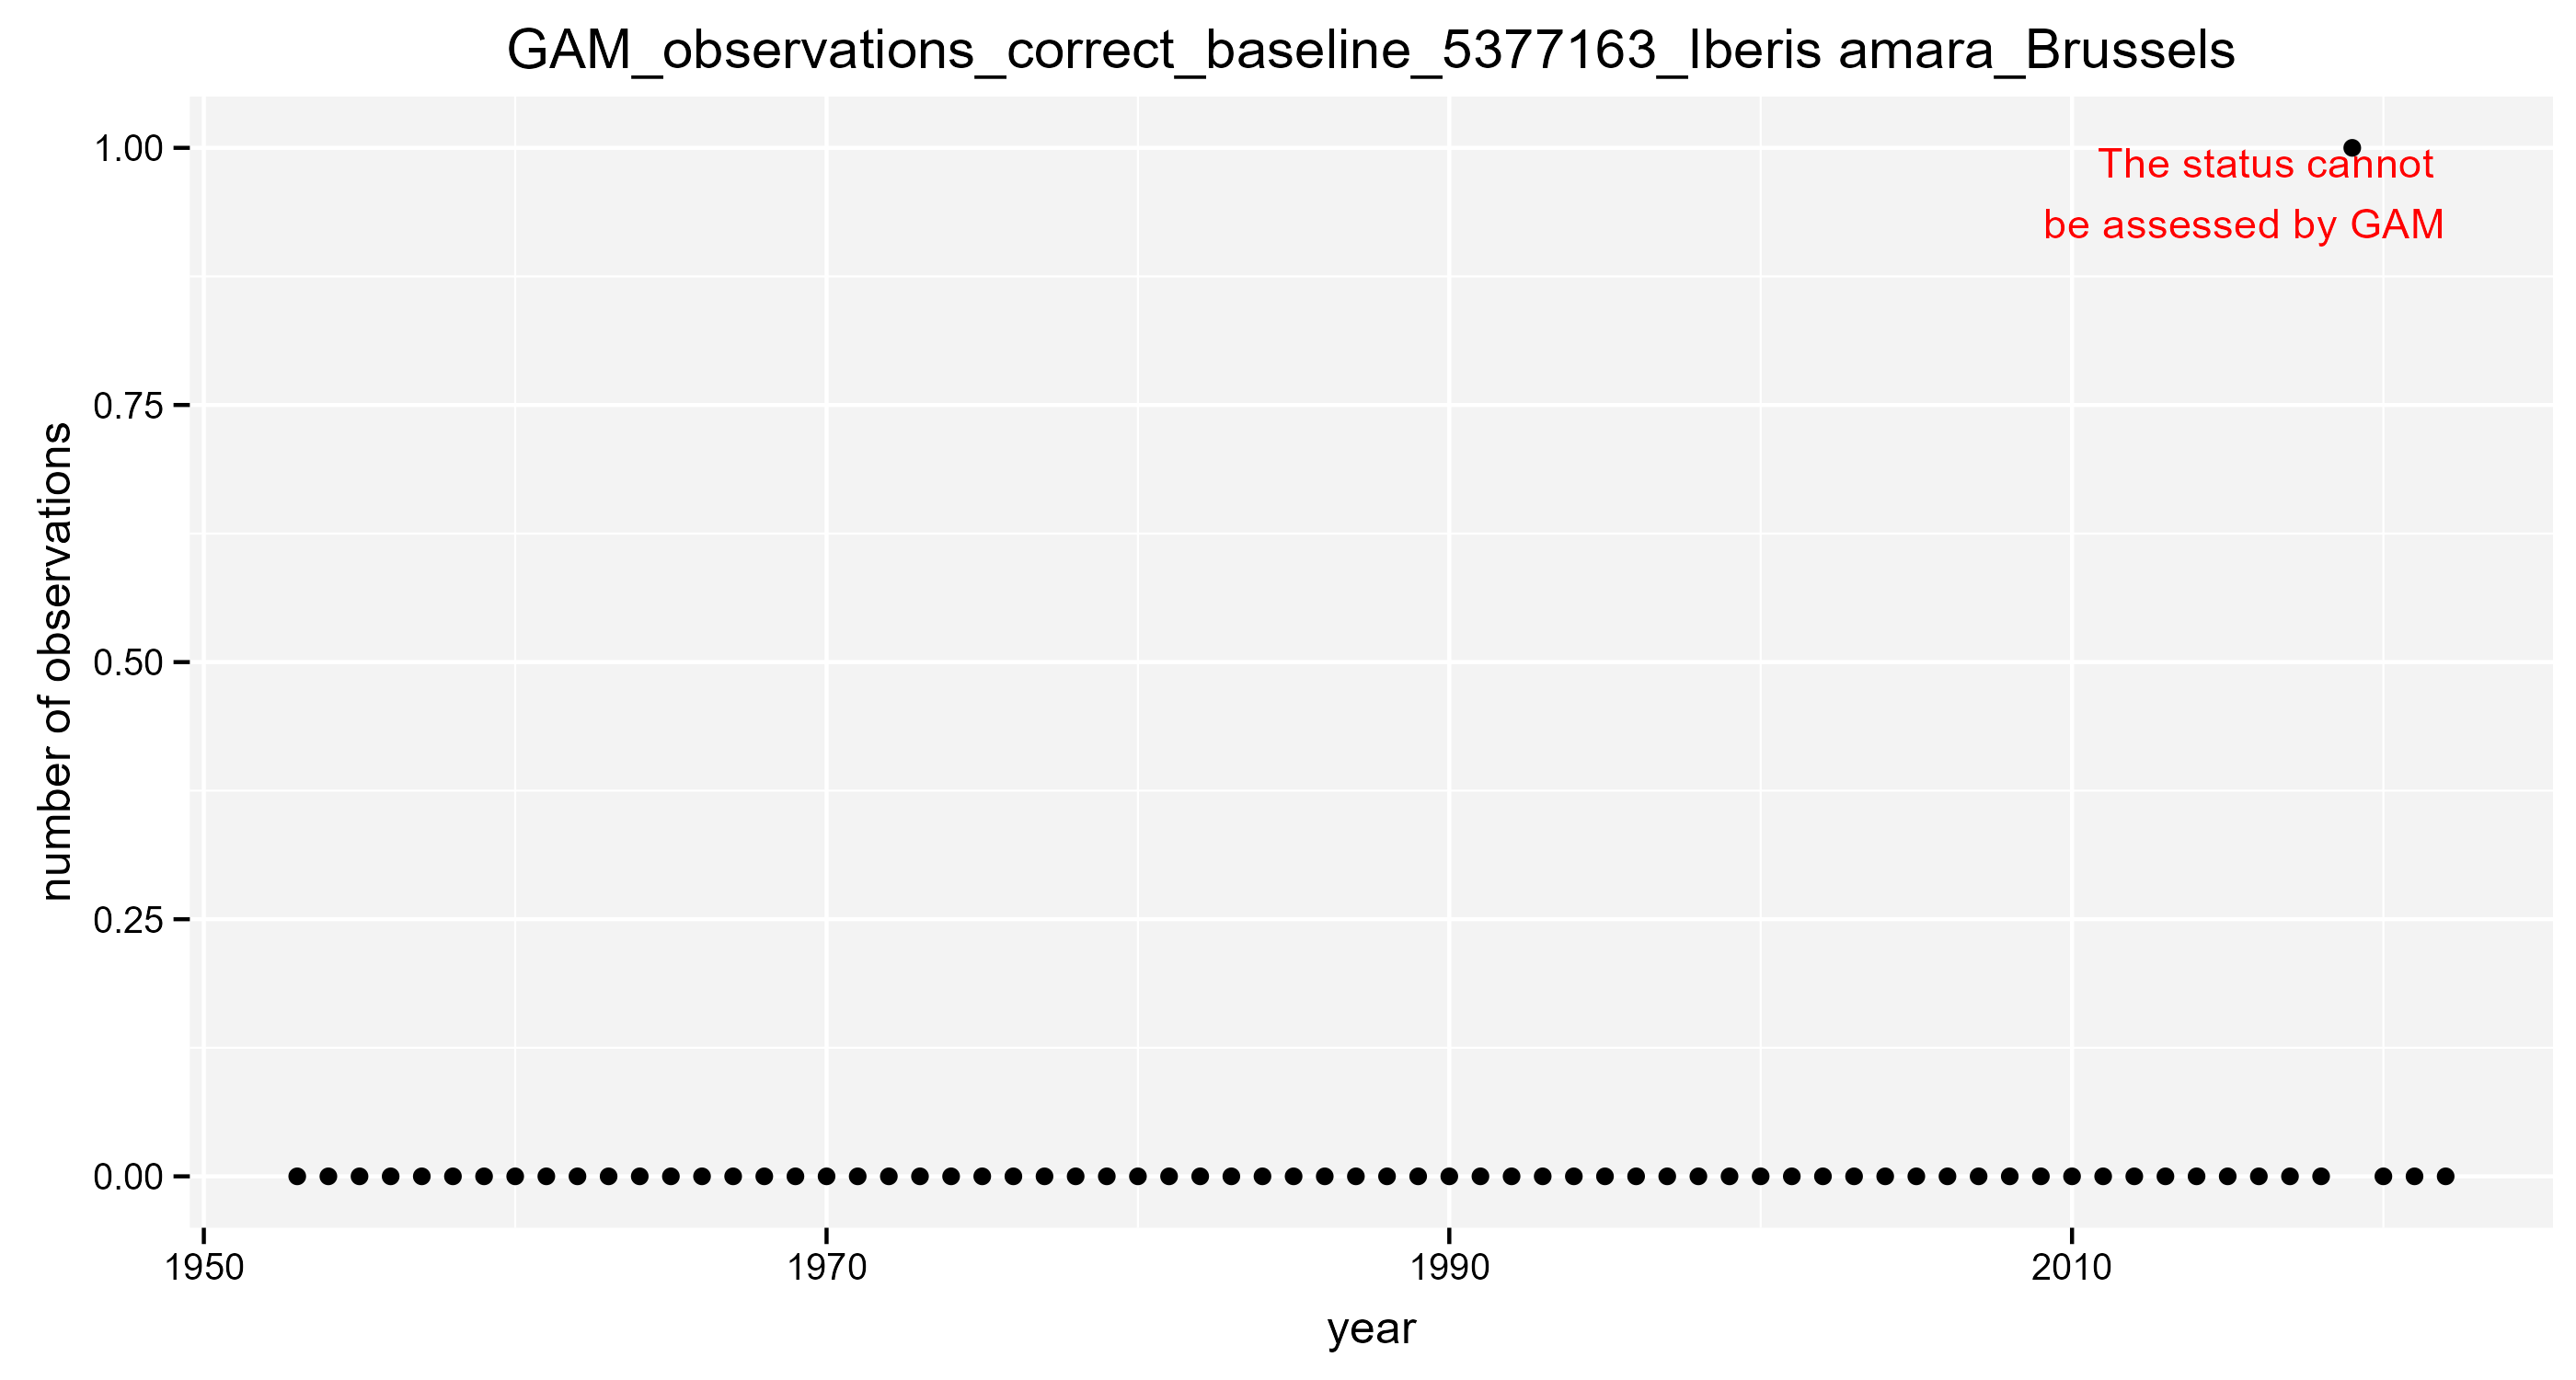 GAM_observations_correct_baseline_5377163_Iberis amara_Brussels
1.00
The status cannot
be assessed by GAM
0.75
number of observations
0.50
0.25
0.00
1950
1970
1990
2010
year